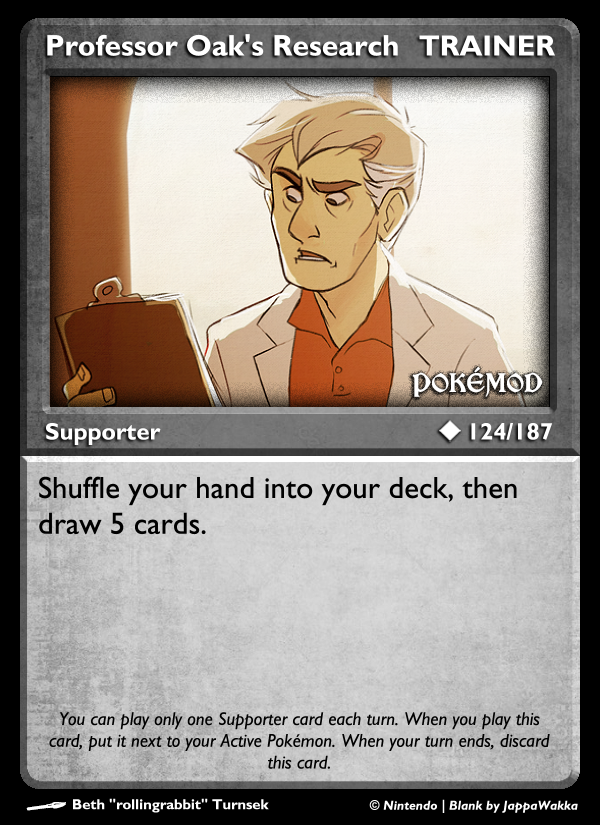 Professor Oak's Research TRAINER
POKÉMOD
Supporter ◆ 124/187
Shuffle your hand into your deck, then
draw 5 cards.
You can play only one Supporter card each turn. When you play this
card, put it next to your Active Pokémon. When your turn ends, discard
this card.
Beth "rollingrabbit" Turnsek © Nintendo | Blank by JappaWakka